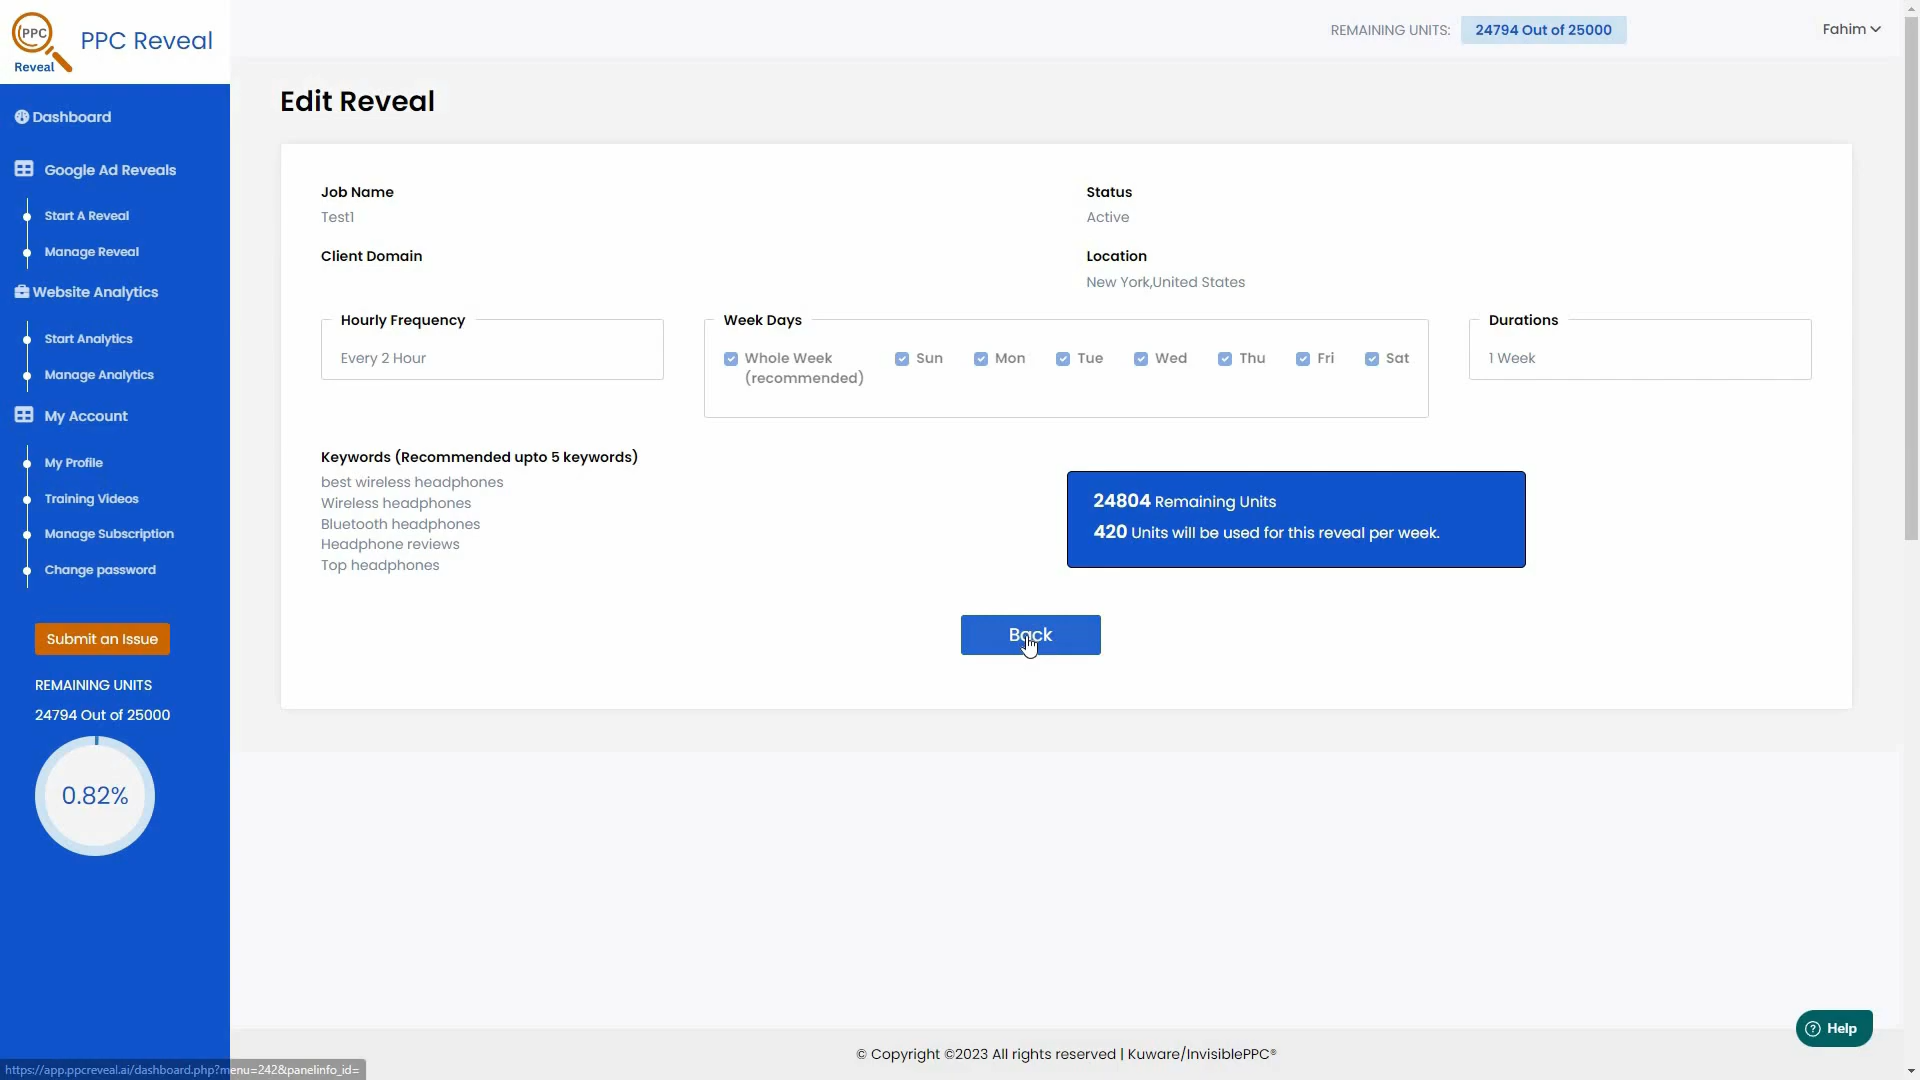 (PPC)
Reveal
PPC Reveal
REMAINING UNITS:
24794 Out of 25000
Fahim
Dashboard
Google Ad Reveals
Start A Reveal
Manage Reveal
Website Analytics
Start Analytics
Manage Analytics
My Account
My Profile
Training Videos
Manage Subscription
Change password
Submit an Issue
REMAINING UNITS
24794 Out of 25000
0.82%
Edit Reveal
Job Name
Test1
Status
Active
Client Domain
Location
New York,United States
Hourly Frequency
Every 2 Hour
Week Days
Whole Week
(recommended)
Sun
Mon
Tue
Wed
Thu
Fri
Sat
Durations
1 Week
Keywords (Recommended upto 5 keywords)
best wireless headphones
Wireless headphones
Bluetooth headphones
Headphone reviews
Top headphones
24804 Remaining Units
420 Units will be used for this reveal per week.
Back
? Help
© Copyright ©2023 All rights reserved | Kuware/InvisiblePPC®
https://app.ppcreveal.ai/dashboard.php?menu=242&panelinfo_id=